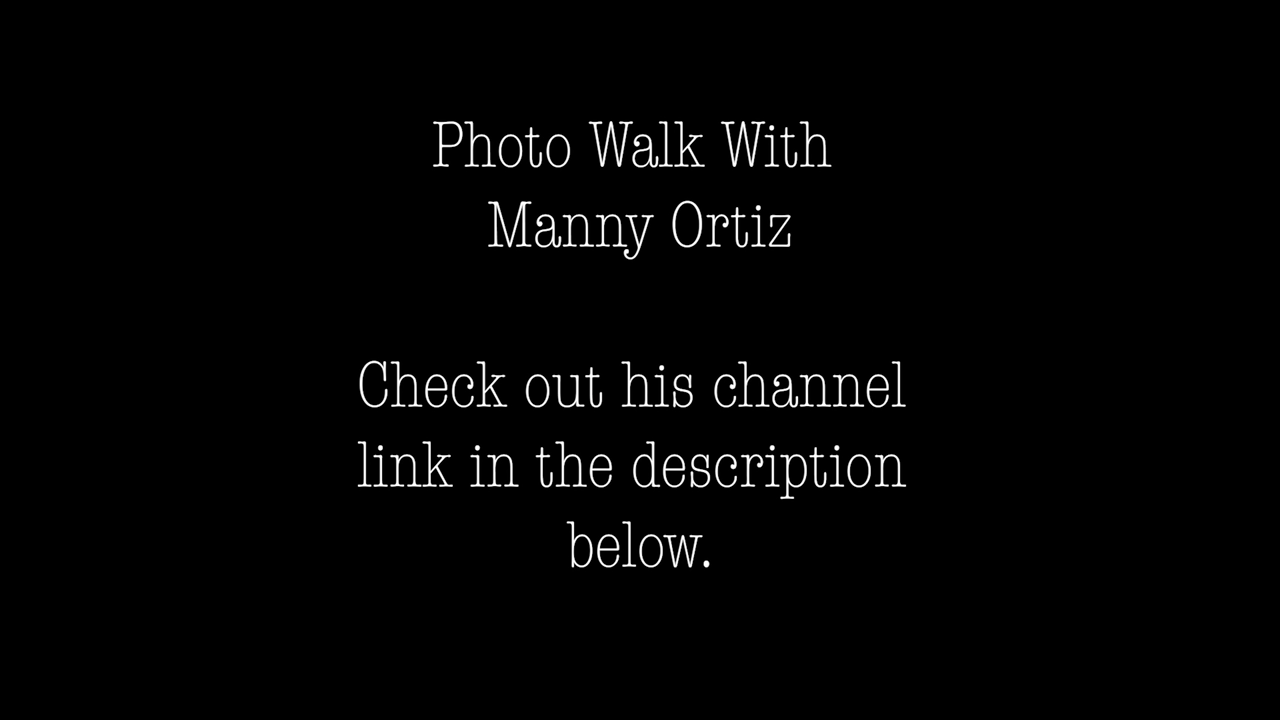 Photo Walk With
Manny Ortiz
Check out his channel
link in the description
below.